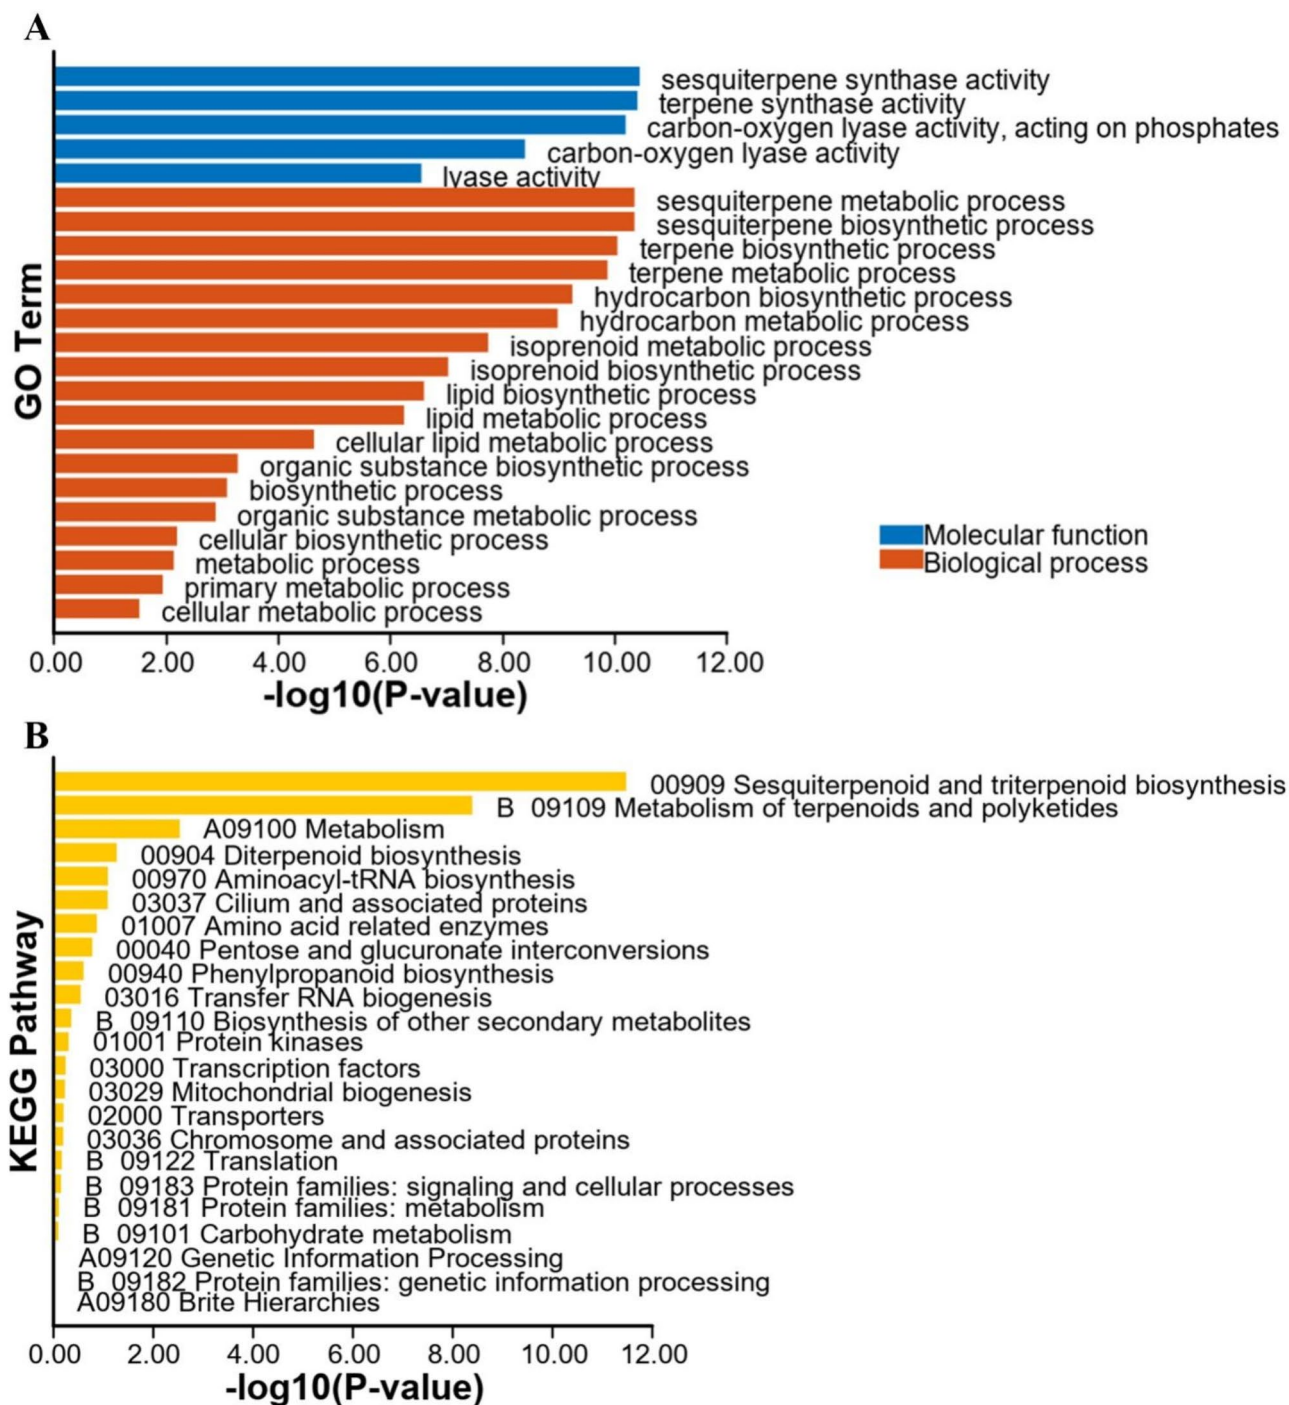 A
sesquiterpene synthase activity
terpene synthase activity
carbon-oxygen lyase activity, acting on phosphates
carbon-oxygen lyase activity
lyase activity
sesquiterpene metabolic process
sesquiterpene biosynthetic process
terpene biosynthetic process
terpene metabolic process
hydrocarbon biosynthetic process
hydrocarbon metabolic process
isoprenoid metabolic process
isoprenoid biosynthetic process
lipid biosynthetic process
lipid metabolic process
cellular lipid metabolic process
organic substance biosynthetic process
biosynthetic process
organic substance metabolic process
cellular biosynthetic process
metabolic process
primary metabolic process
cellular metabolic process
GO Term
Molecular function
Biological process
0.00 2.00 4.00 6.00 8.00 10.00 12.00
-log10(P-value)
B
00909 Sesquiterpenoid and triterpenoid biosynthesis
B 09109 Metabolism of terpenoids and polyketides
A09100 Metabolism
00904 Diterpenoid biosynthesis
00970 Aminoacyl-tRNA biosynthesis
03037 Cilium and associated proteins
01007 Amino acid related enzymes
00040 Pentose and glucuronate interconversions
00940 Phenylpropanoid biosynthesis
03016 Transfer RNA biogenesis
B 09110 Biosynthesis of other secondary metabolites
01001 Protein kinases
03000 Transcription factors
03029 Mitochondrial biogenesis
02000 Transporters
03036 Chromosome and associated proteins
B 09122 Translation
B 09183 Protein families: signaling and cellular processes
B 09181 Protein families: metabolism
B 09101 Carbohydrate metabolism
A09120 Genetic Information Processing
B 09182 Protein families: genetic information processing
A09180 Brite Hierarchies
KEGG Pathway
0.00 2.00 4.00 6.00 8.00 10.00 12.00
-log10(P-value)